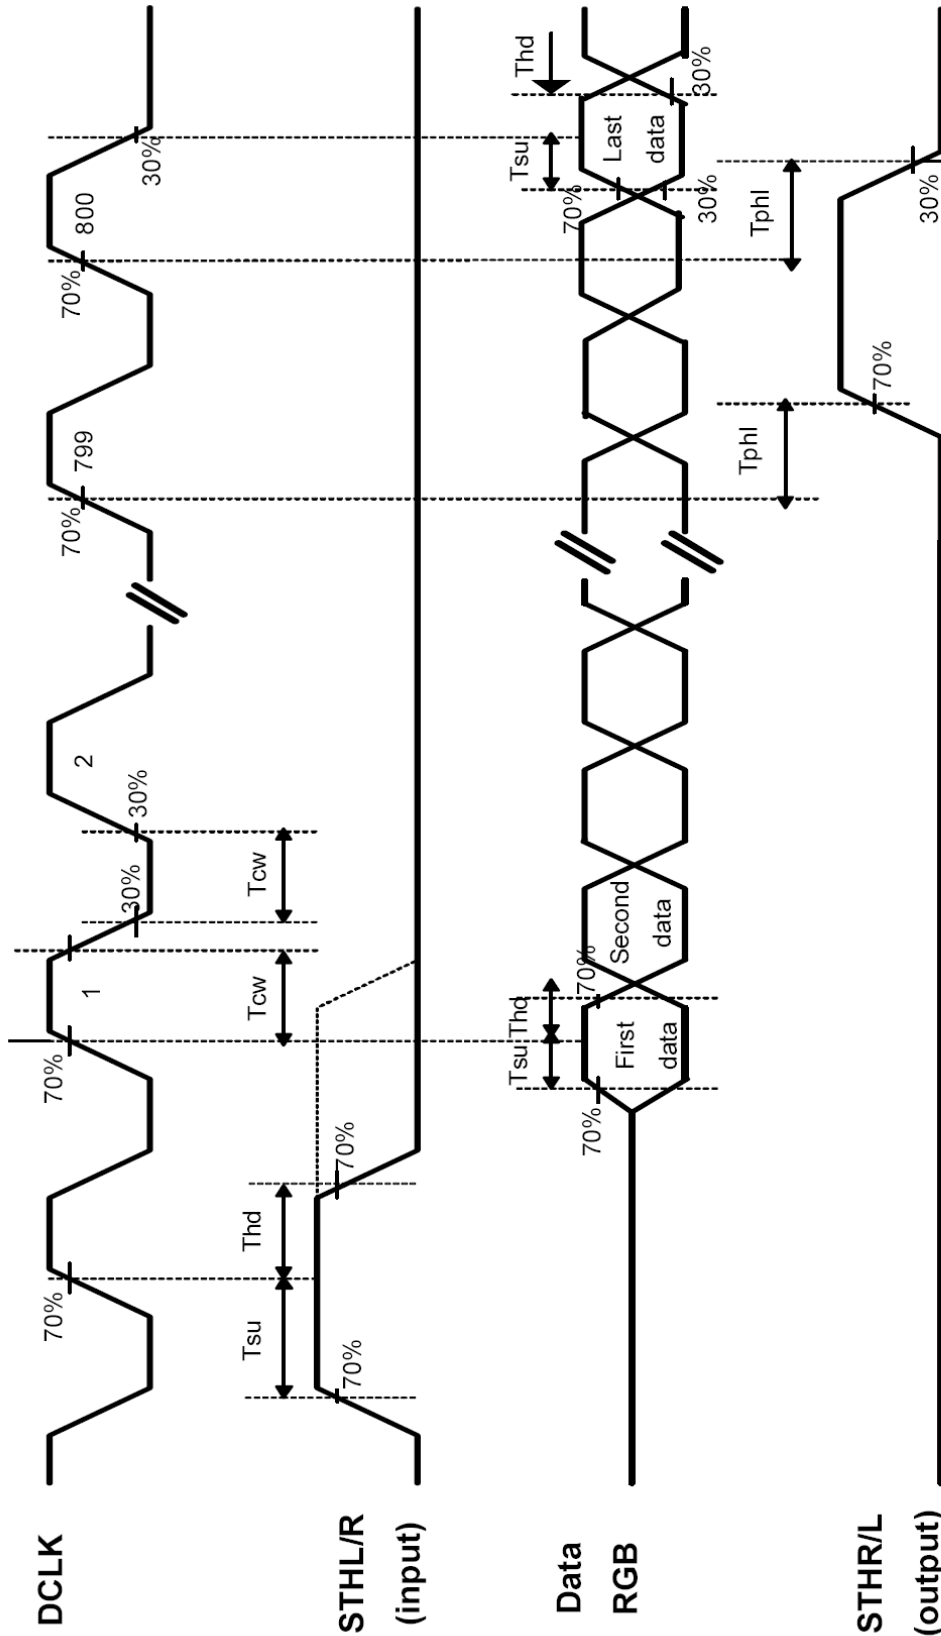 DCLK
70%
70%
1
30%
30%
2
70%
799
70%
800
30%
Tcw
Tcw
STHL/R
(input)
Tsu
Thd
70%
70%
Data
RGB
Tsu
Thd
70%
70%
First
data
Second
data
Tsu
Thd
70%
30%
Last
data
30%
STHR/L
(output)
Tphl
Tphl
70%
30%